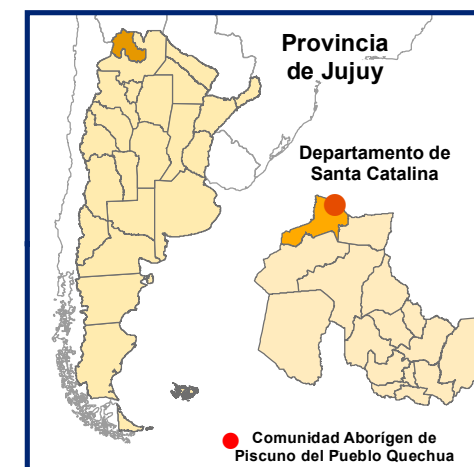 Provincia
de Jujuy
Departamento de
Santa Catalina
Comunidad Aborígen de
Piscuno del Pueblo Quechua